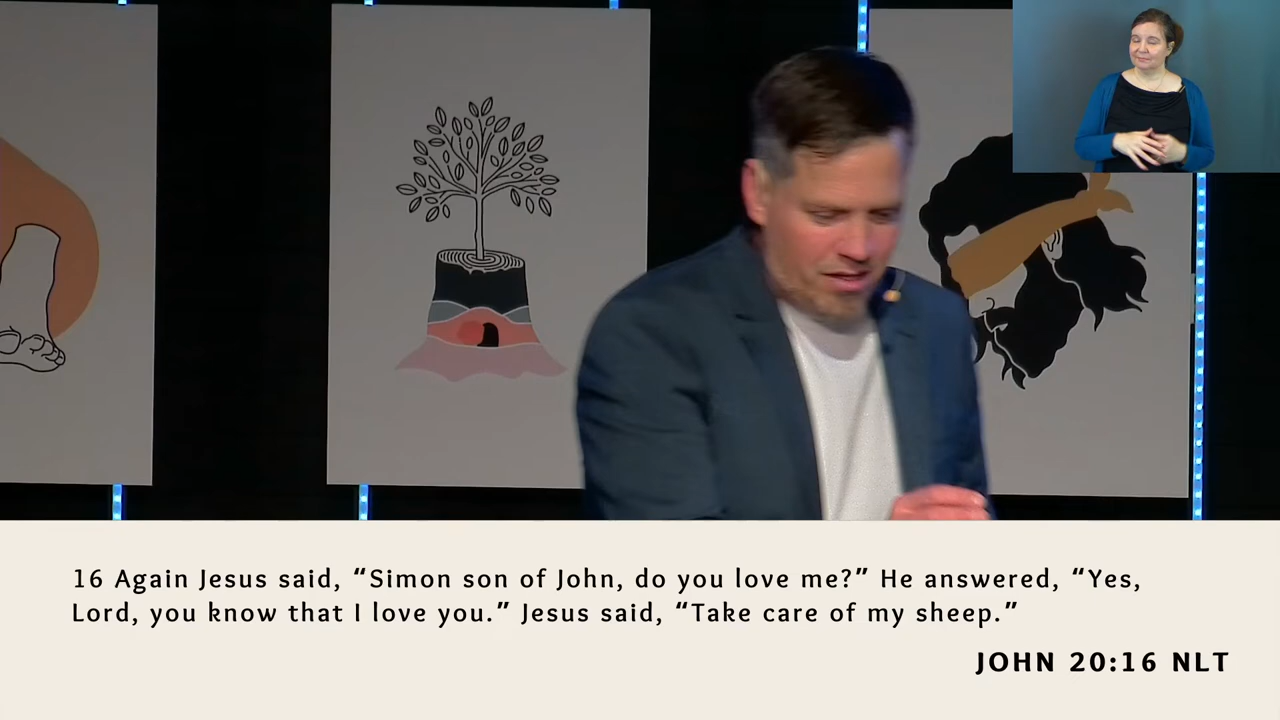 16 Again Jesus said, “Simon son of John, do you love me?” He answered, “Yes,
Lord, you know that I love you.” Jesus said, “Take care of my sheep.”
JOHN 20:16 NLT